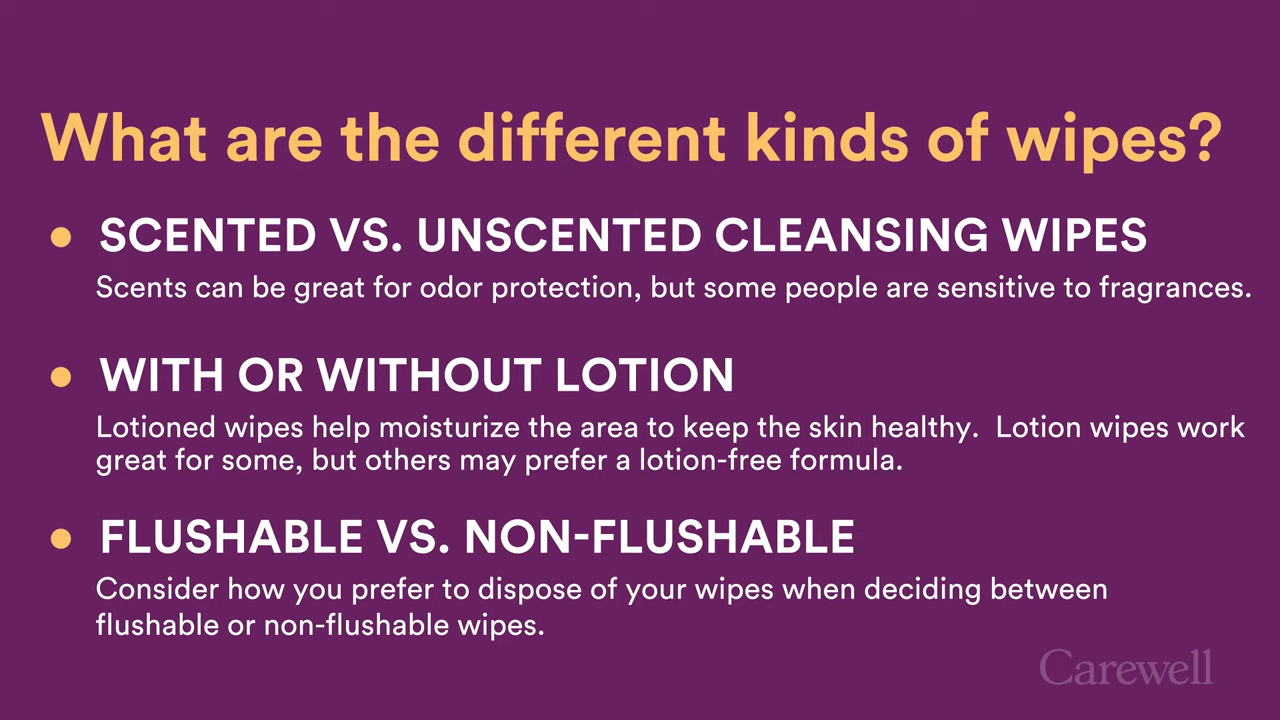 What are the different kinds of wipes?
• SCENTED VS. UNSCENTED CLEANSING WIPES
Scents can be great for odor protection, but some people are sensitive to fragrances.
• WITH OR WITHOUT LOTION
Lotioned wipes help moisturize the area to keep the skin healthy.  Lotion wipes work
great for some, but others may prefer a lotion-free formula.
• FLUSHABLE VS. NON-FLUSHABLE
Consider how you prefer to dispose of your wipes when deciding between
flushable or non-flushable wipes.
Carewell